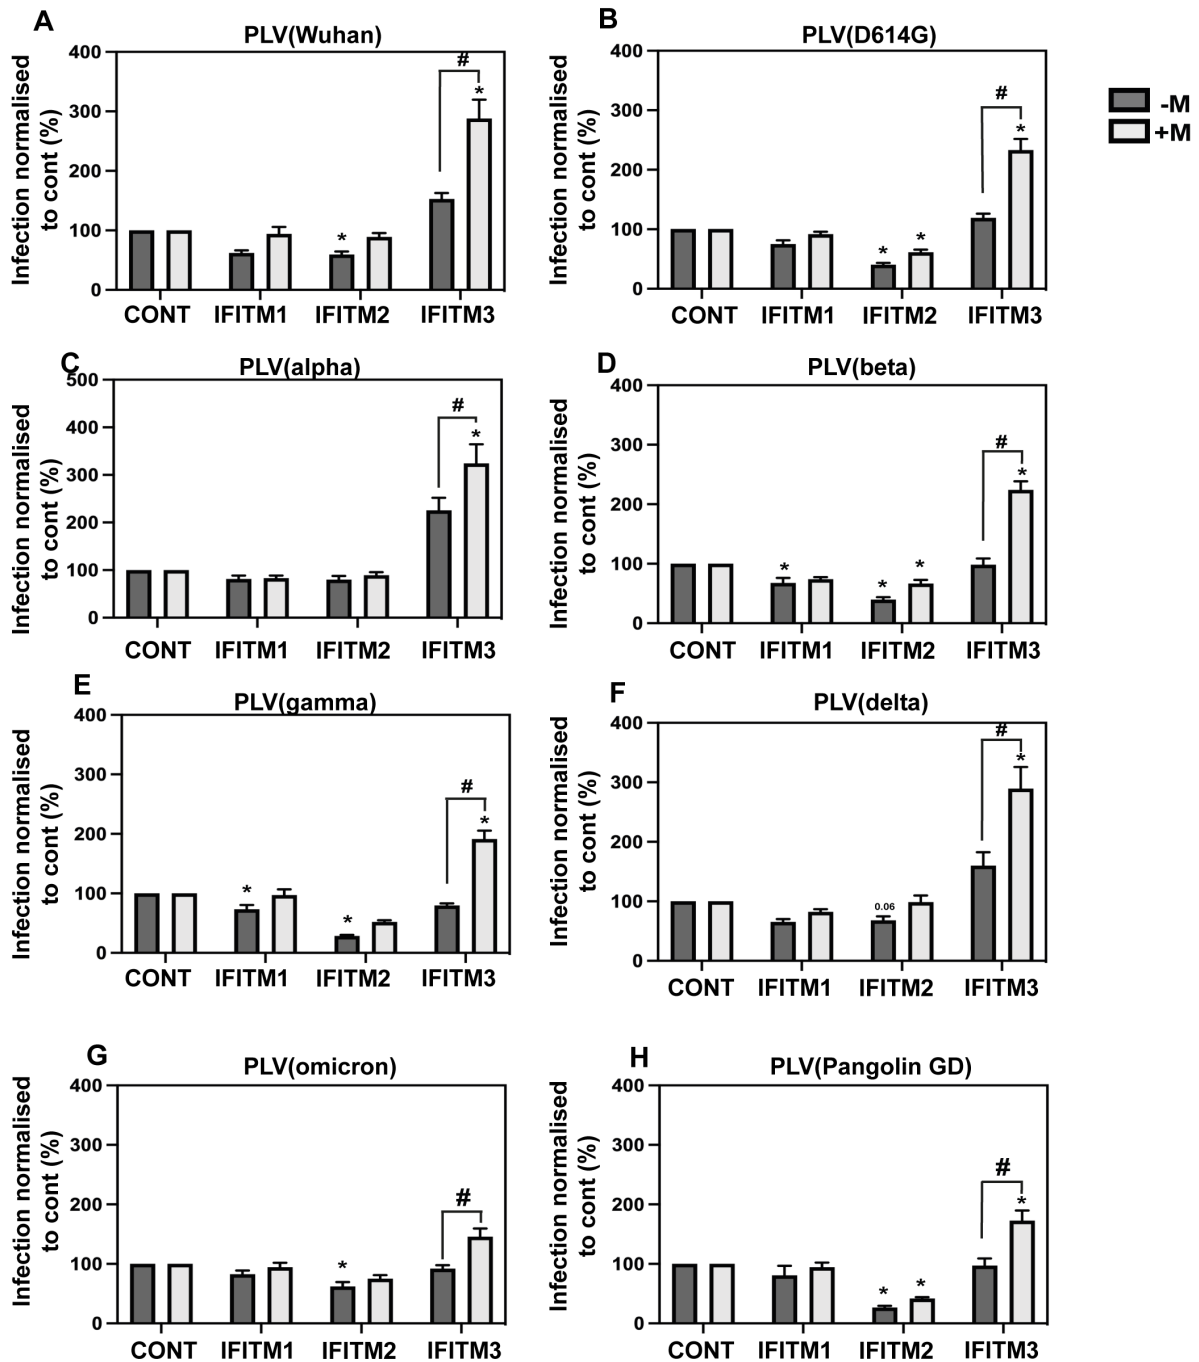 A
PLV(Wuhan)
Infection normalised
to cont (%)
400
300
200
100
0
#
*
*
CONT IFITM1 IFITM2 IFITM3
B
PLV(D614G)
Infection normalised
to cont (%)
400
300
200
100
0
#
*
*
*
CONT IFITM1 IFITM2 IFITM3
-M
+M
C
PLV(alpha)
Infection normalised
to cont (%)
500
400
300
200
100
0
#
*
CONT IFITM1 IFITM2 IFITM3
D
PLV(beta)
Infection normalised
to cont (%)
400
300
200
100
0
#
*
*
*
*
CONT IFITM1 IFITM2 IFITM3
E
PLV(gamma)
Infection normalised
to cont (%)
400
300
200
100
0
#
*
*
*
CONT IFITM1 IFITM2 IFITM3
F
PLV(delta)
Infection normalised
to cont (%)
400
300
200
100
0
#
*
0.06
CONT IFITM1 IFITM2 IFITM3
G
PLV(omicron)
Infection normalised
to cont (%)
400
300
200
100
0
#
*
CONT IFITM1 IFITM2 IFITM3
H
PLV(Pangolin GD)
Infection normalised
to cont (%)
400
300
200
100
0
#
*
*
*
CONT IFITM1 IFITM2 IFITM3